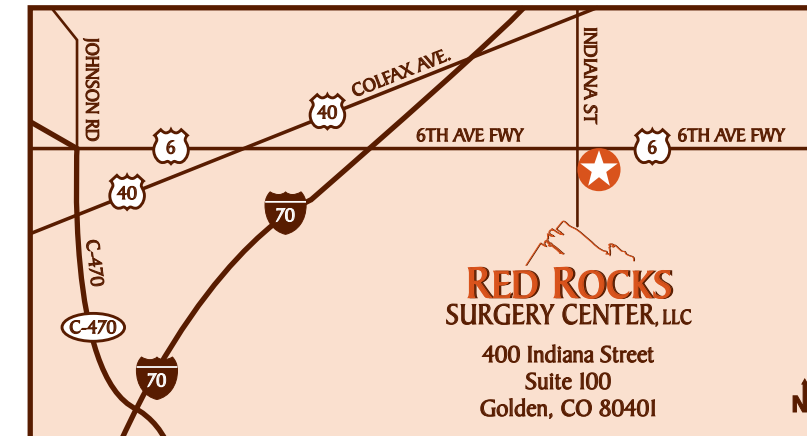 JOHNSON RD
INDIANA ST
COLFAX AVE.
40
6TH AVE FWY
6
6
6TH AVE FWY
40
70
C-470
RED ROCKS
SURGERY CENTER, LLC
C-470
400 Indiana Street
70
Suite 100
Golden, CO 80401
N